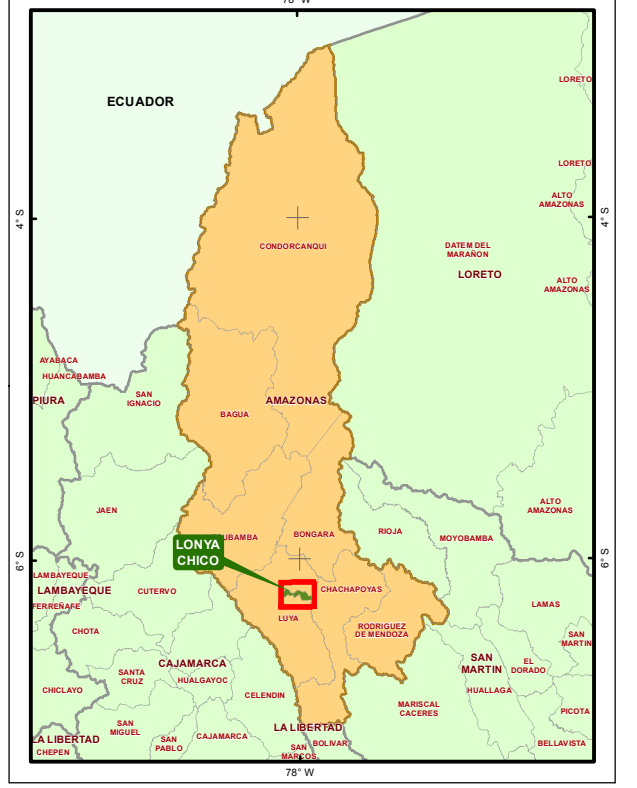 ECUADOR
LORETO
LORETO
ALTO
AMAZONAS
4° S
4° S
CONDORCANQUI
DATEM DEL
MARAÑON
LORETO
ALTO
AMAZONAS
AYABACA
HUANCABAMBA
PIURA
SAN
IGNACIO
AMAZONAS
BAGUA
JAEN
ALTO
AMAZONAS
UBAMBA
BONGARA
RIOJA
MOYOBAMBA
LONYA
CHICO
6° S
6° S
LAMBAYEQUE
LAMBAYEQUE
FERREÑAFE
CUTERVO
CHACHAPOYAS
LAMAS
LUYA
CHOTA
RODRIGUEZ
DE MENDOZA
SAN
MARTIN
CAJAMARCA
SANTA
CRUZ
HUALGAYOC
SAN
MARTIN
EL
DORADO
CHICLAYO
CELENDIN
HUALLAGA
MARISCAL
CACERES
PICOTA
SAN
MIGUEL
LA LIBERTAD
LA LIBERTAD
CHEPEN
SAN
PABLO
CAJAMARCA
SAN
MARCOS
BOLIVAR
BELLAVISTA
78° W